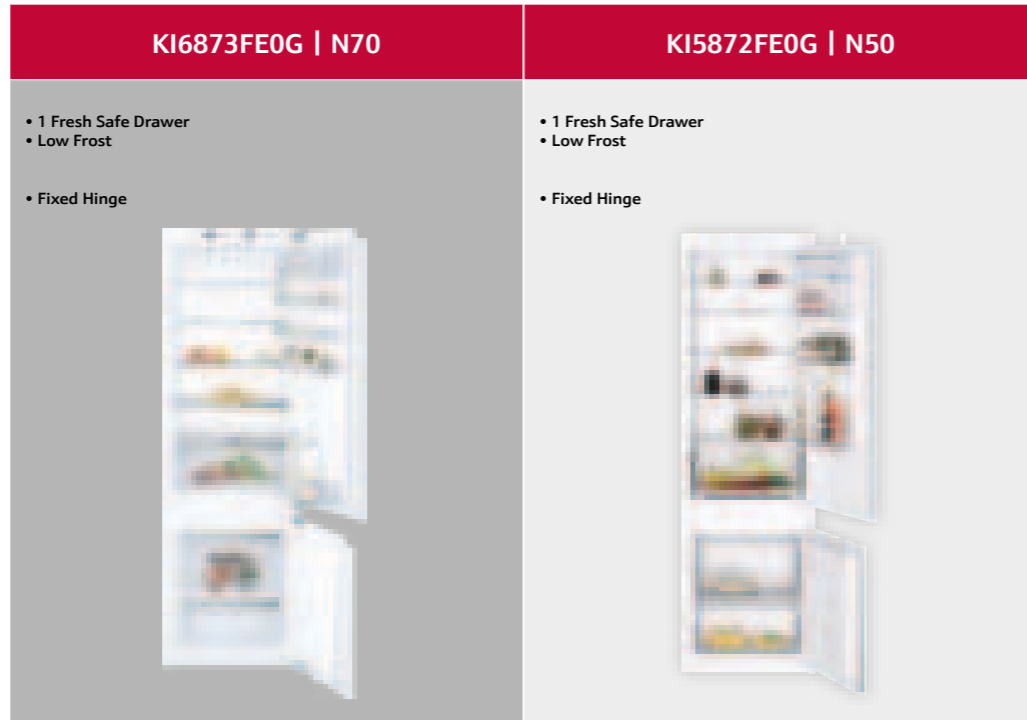 KI6873FE0G | N70
• 1 Fresh Safe Drawer
• Low Frost
• Fixed Hinge
KI5872FE0G | N50
• 1 Fresh Safe Drawer
• Low Frost
• Fixed Hinge